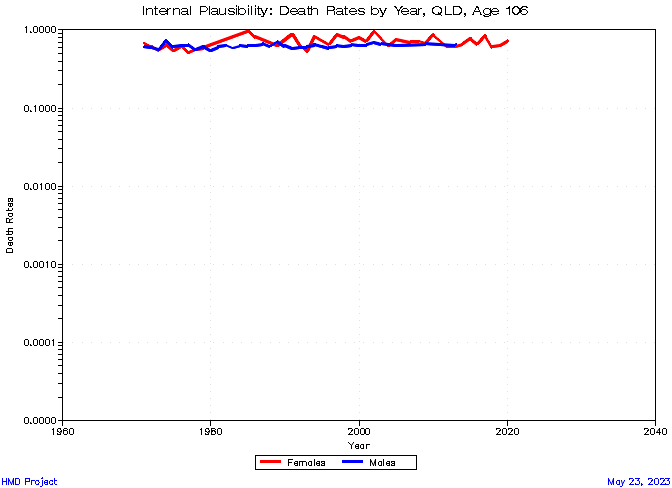 Internal Plausibility: Death Rates by Year, QLD, Age 106
1.0000
0.1000
0.0100
0.0010
0.0001
0.0000
Death Rates
1960
1980
2000
2020
2040
Year
Females
Males
HMD Project
May 23, 2023